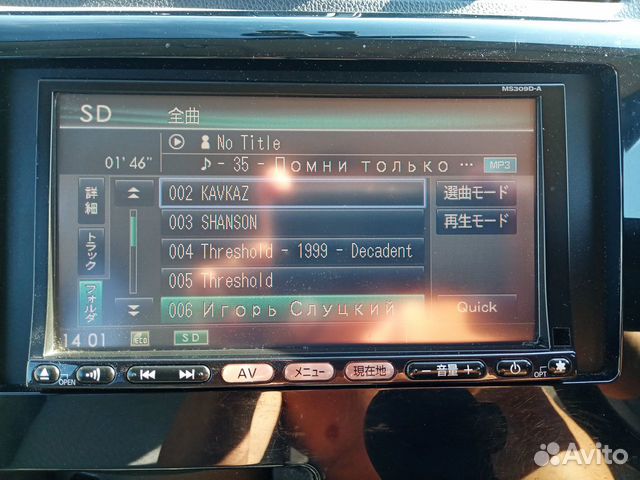 MS309D-A
SD 全曲
No Title
01'46" ♪- 35 - Помни только ... MP3
詳細 002 KAVKAZ 選曲モード
003 SHANSON 再生モード
トラック 004 Threshold - 1999 - Decadent
005 Threshold
フォルダ 006 Игорь Слуцкий Quick
14 01 ECO SD
OPEN AV メニュー 現在地 - 音量 + OPT
Avito